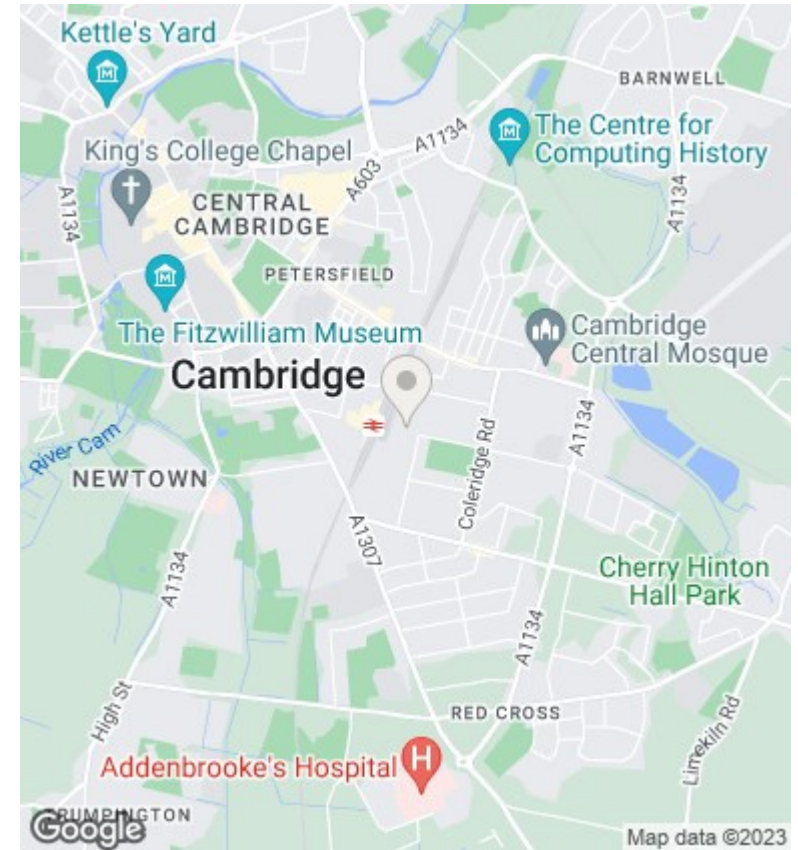 Kettle's Yard
BARNWELL
A1134
The Centre for
Computing History
King's College Chapel
A603
A1134
A1134
CENTRAL
CAMBRIDGE
PETERSFIELD
The Fitzwilliam Museum
Cambridge
Central Mosque
Cambridge
River Cam
NEWTOWN
Coleridge Rd
A1134
A1307
A1134
Cherry Hinton
Hall Park
A1134
High St
RED CROSS
Limekiln Rd
Addenbrooke's Hospital
H
TRUMPINGTON
Google
Map data ©2023